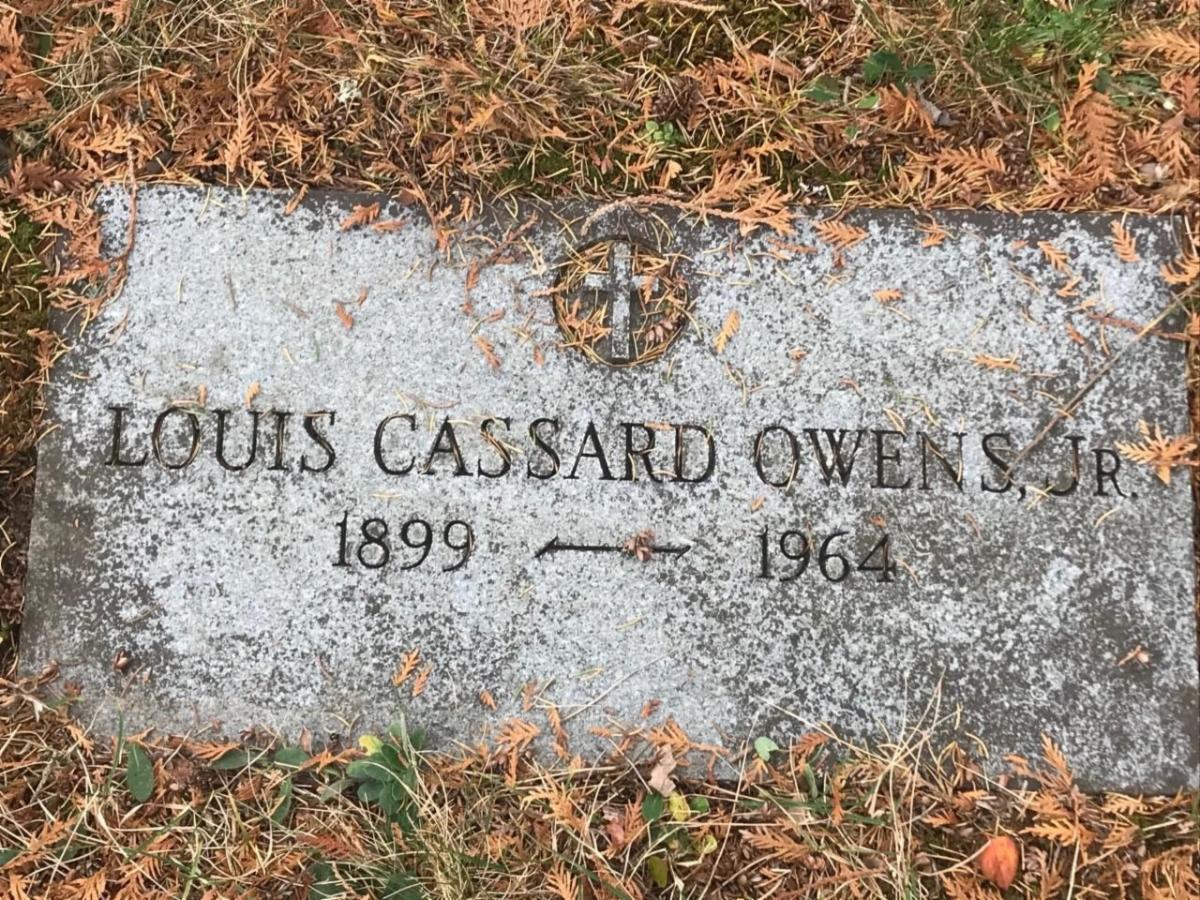 LOUIS CASSARD OWENS, JR.
1899 — 1964